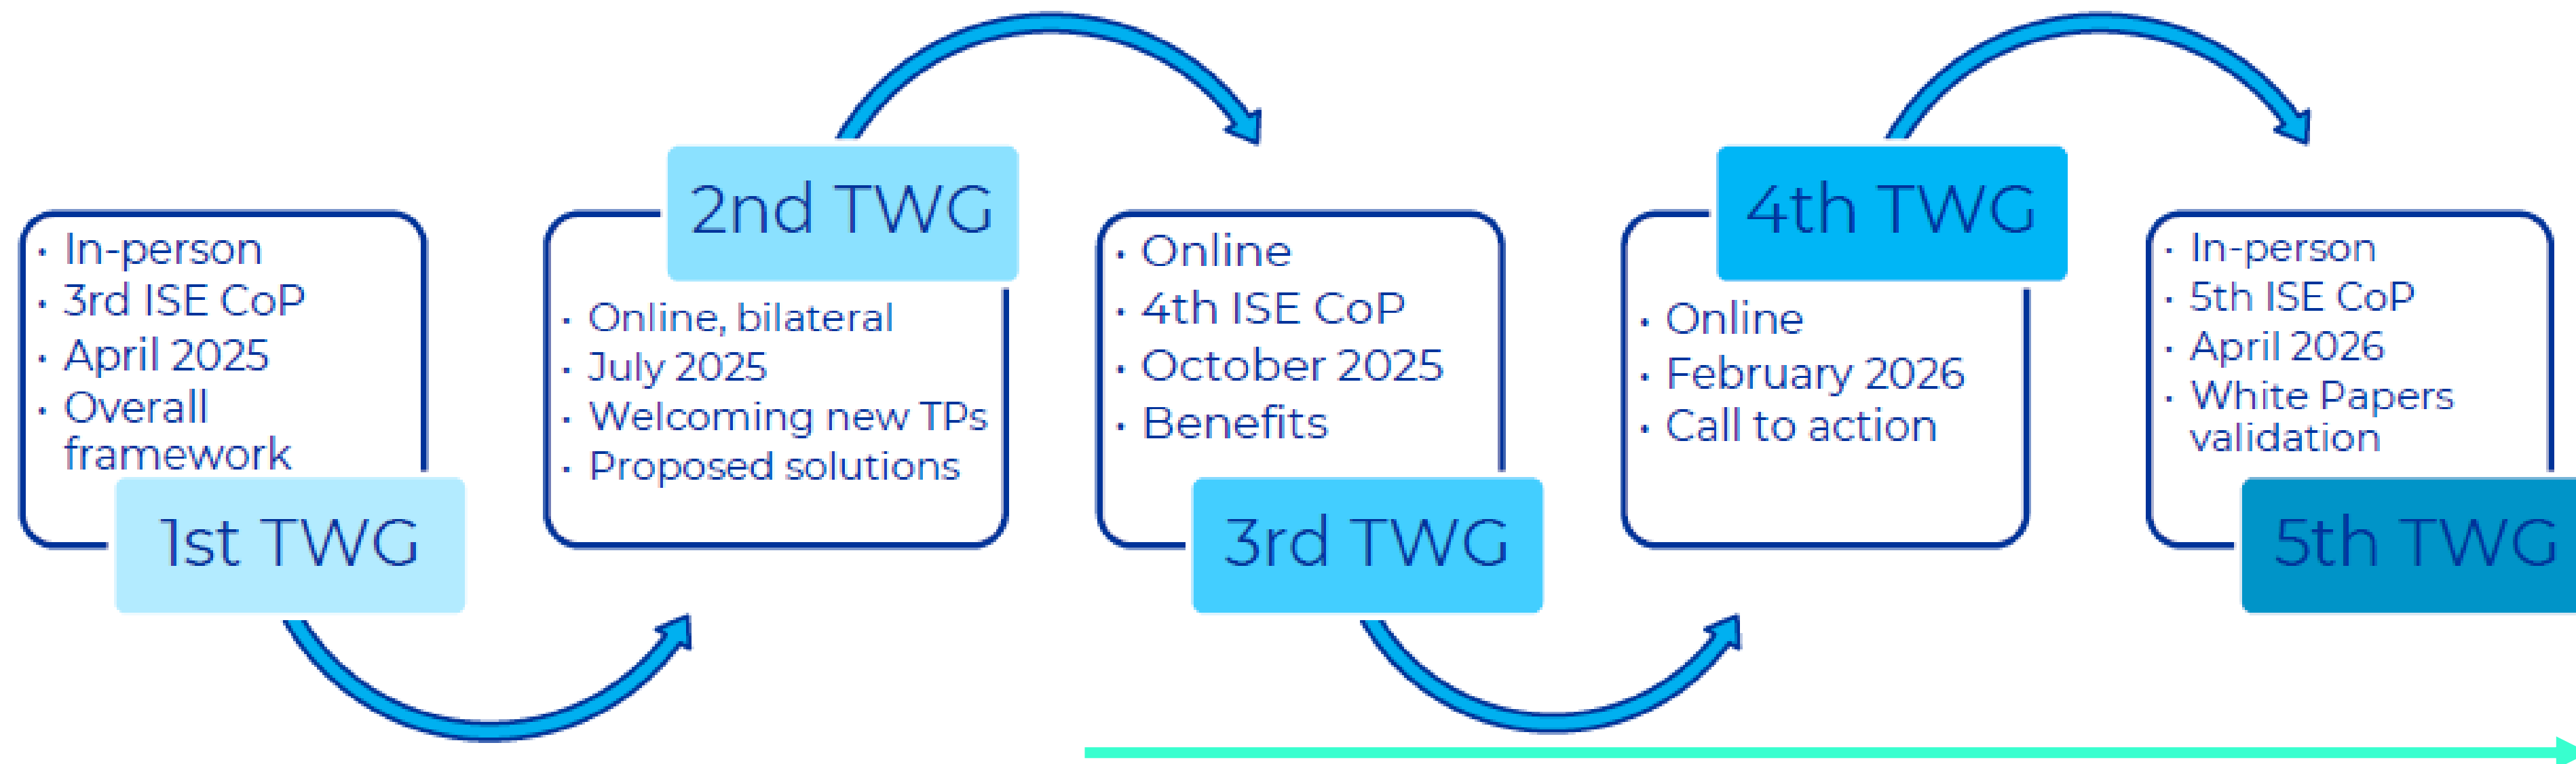 • In-person
• 3rd ISE CoP
• April 2025
• Overall
framework
1st TWG
2nd TWG
• Online, bilateral
• July 2025
• Welcoming new TPs
• Proposed solutions
• Online
• 4th ISE CoP
• October 2025
• Benefits
3rd TWG
4th TWG
• Online
• February 2026
• Call to action
• In-person
• 5th ISE CoP
• April 2026
• White Papers
validation
5th TWG